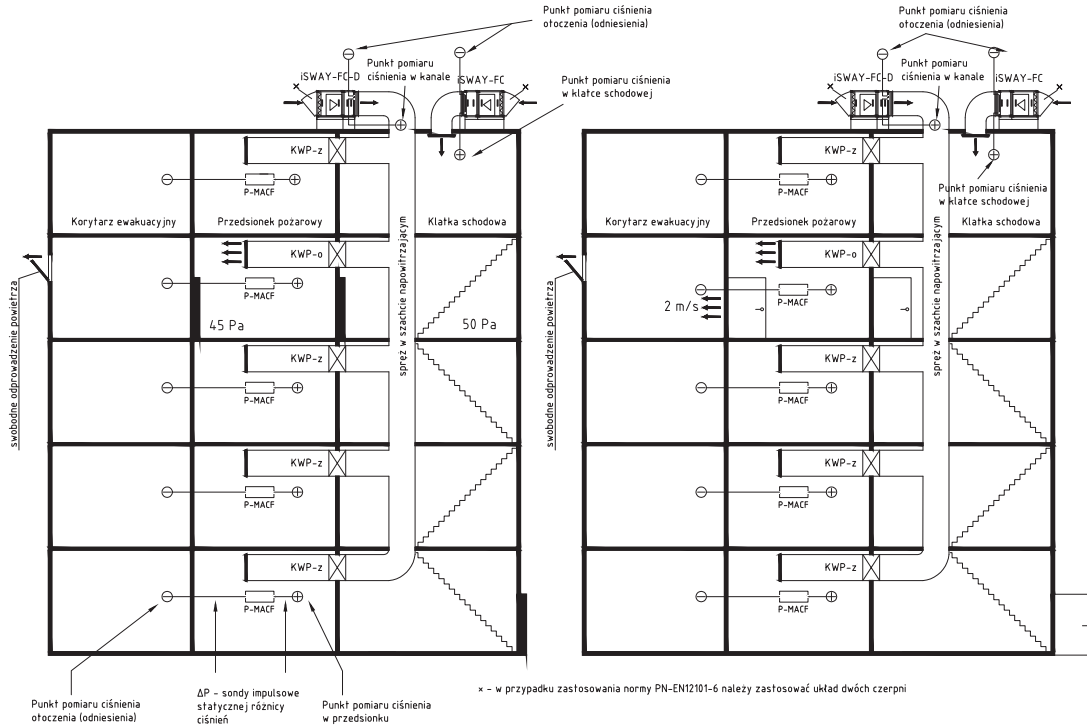 Punkt pomiaru ciśnienia
otoczenia (odniesienia)
Punkt pomiaru
ciśnienia w kanale
iSWAY-FC-D
iSWAY-FC
Punkt pomiaru ciśnienia
w klatce schodowej
x
x
KWP-z
P-MACF
Korytarz ewakuacyjny
Przedsionek pożarowy
Klatka schodowa
KWP-o
P-MACF
45 Pa
50 Pa
swobodne odprowadzenie powietrza
spręż w szachcie napowitrzającym
KWP-z
P-MACF
KWP-z
P-MACF
KWP-z
P-MACF
Punkt pomiaru ciśnienia
otoczenia (odniesienia)
ΔP - sondy impulsowe
statycznej różnicy
ciśnień
Punkt pomiaru ciśnienia
w przedsionku
Punkt pomiaru ciśnienia
otoczenia (odniesienia)
Punkt pomiaru
ciśnienia w kanale
iSWAY-FC-D
iSWAY-FC
x
x
KWP-z
P-MACF
Punkt pomiaru ciśnienia
w klatce schodowej
Korytarz ewakuacyjny
Przedsionek pożarowy
Klatka schodowa
KWP-o
P-MACF
2 m/s
swobodne odprowadzenie powietrza
spręż w szachcie napowitrzającym
KWP-z
P-MACF
KWP-z
P-MACF
KWP-z
P-MACF
x - w przypadku zastosowania normy PN-EN12101-6 należy zastosować układ dwóch czerpni